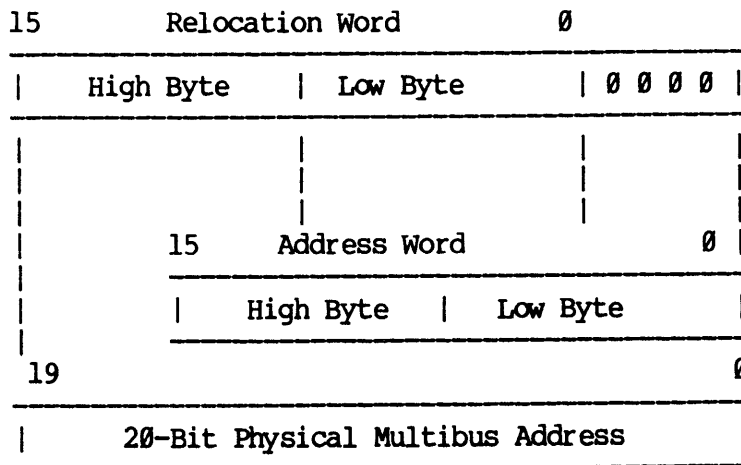 15 Relocation Word 0
High Byte | Low Byte | 0 0 0 0
15 Address Word 0
High Byte | Low Byte
19 0
20-Bit Physical Multibus Address